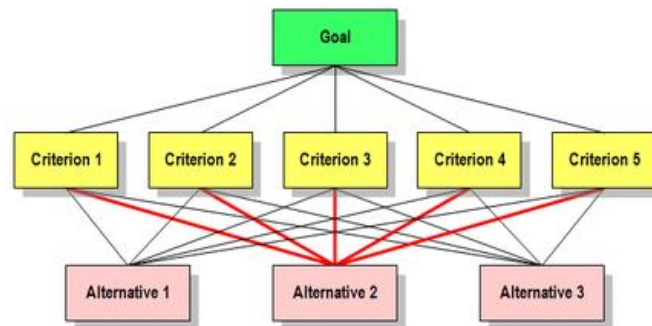 Goal
Criterion 1
Criterion 2
Criterion 3
Criterion 4
Criterion 5
Alternative 1
Alternative 2
Alternative 3